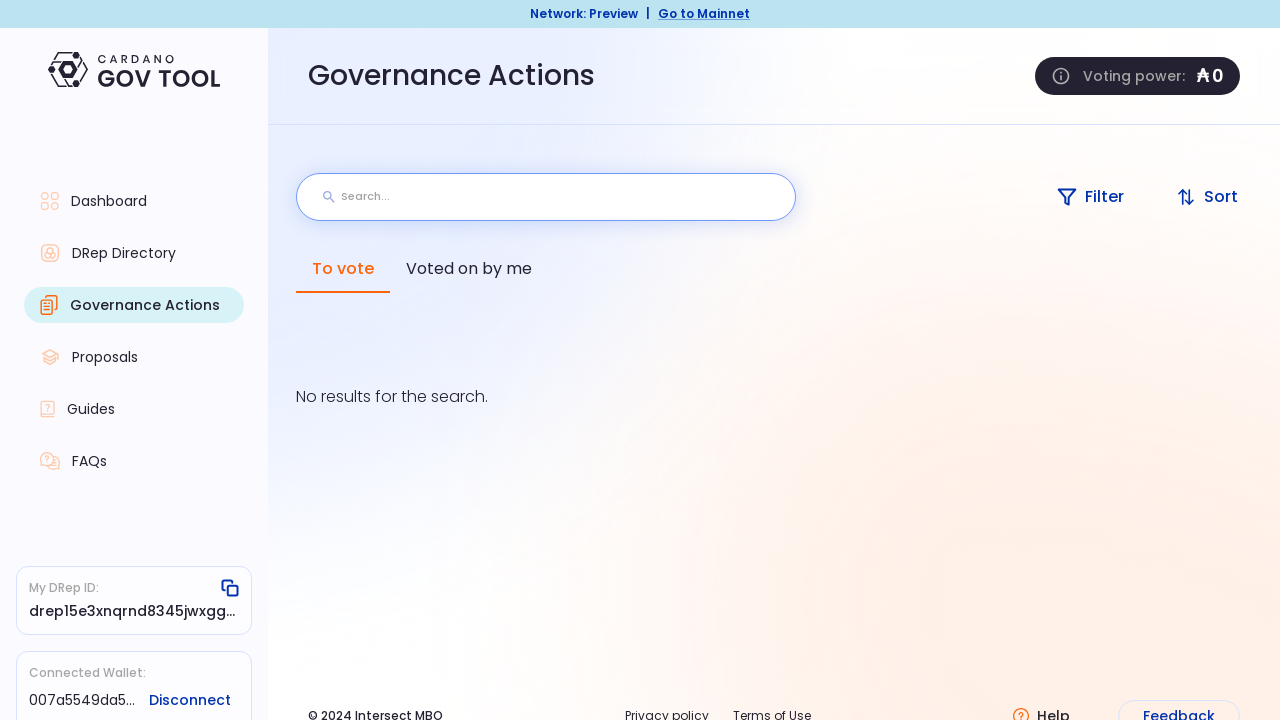 Network: Preview | Go to Mainnet
CARDANO
GOV TOOL
Governance Actions
Voting power: ₳ 0
Dashboard
DRep Directory
Governance Actions
Proposals
Guides
FAQs
Search...
Filter
Sort
To vote
Voted on by me
No results for the search.
My DRep ID:
drep15e3xnqrnd8345jwxgg...
Connected Wallet:
007a5549da5...
Disconnect
© 2024 Intersect MBO
Privacy policy
Terms of Use
Help
Feedback